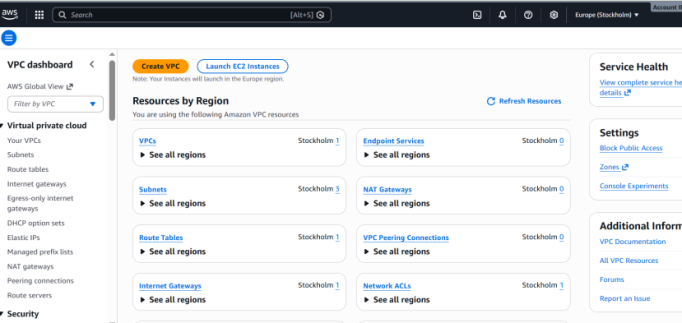 aws
Search
[Alt+S]
Europe (Stockholm)
Account
VPC dashboard
AWS Global View
Filter by VPC
Virtual private cloud
Your VPCs
Subnets
Route tables
Internet gateways
Egress-only internet
gateways
DHCP option sets
Elastic IPs
Managed prefix lists
NAT gateways
Peering connections
Route servers
Security
Create VPC
Launch EC2 Instances
Note: Your Instances will launch in the Europe region.
Resources by Region
Refresh Resources
You are using the following Amazon VPC resources
VPCs
Stockholm 1
See all regions
Endpoint Services
Stockholm 0
See all regions
Subnets
Stockholm 3
See all regions
NAT Gateways
Stockholm 0
See all regions
Route Tables
Stockholm 1
See all regions
VPC Peering Connections
Stockholm 0
See all regions
Internet Gateways
Stockholm 1
See all regions
Network ACLs
Stockholm 1
See all regions
Service Health
View complete service he
details
Settings
Block Public Access
Zones
Console Experiments
Additional Inform
VPC Documentation
All VPC Resources
Forums
Report an Issue